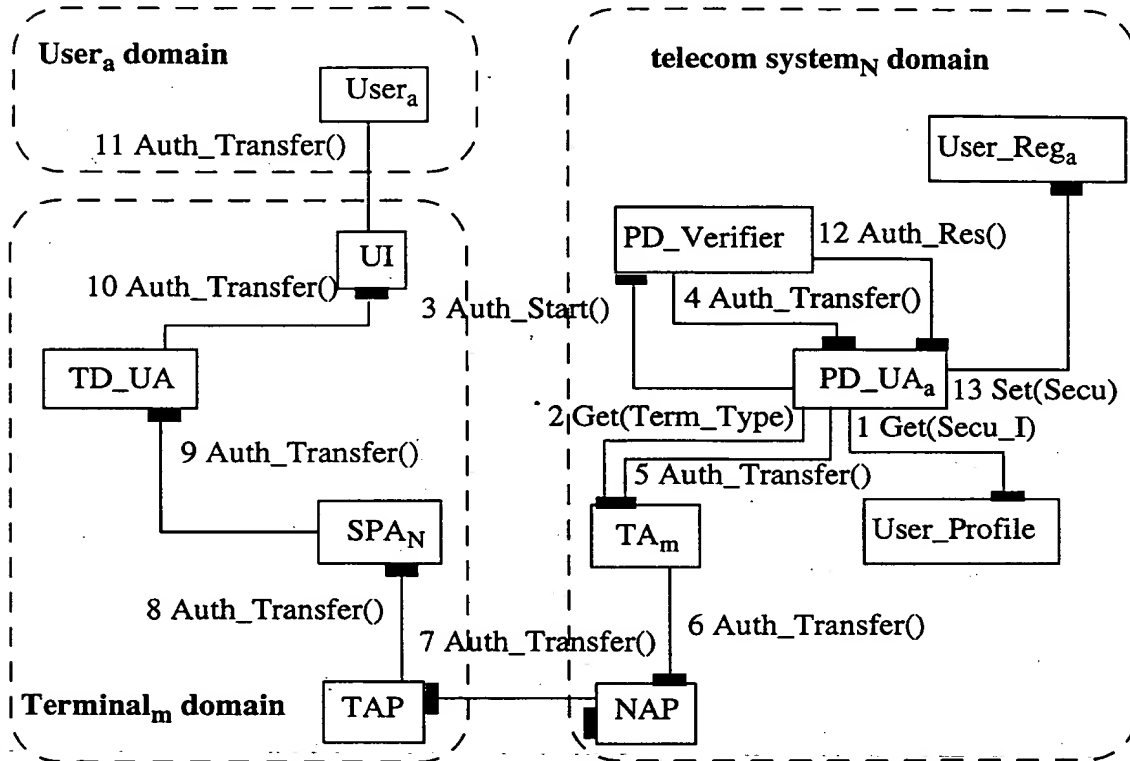 User_a domain
telecom system_N domain
User_a
11 Auth_Transfer()
User_Reg_a
PD_Verifier
12 Auth_Res()
UI
10 Auth_Transfer()
3 Auth_Start()
4 Auth_Transfer()
TD_UA
PD_UA_a
13 Set(Secu)
2 Get(Term_Type)
1 Get(Secu_I)
9 Auth_Transfer()
5 Auth_Transfer()
SPA_N
TA_m
User_Profile
8 Auth_Transfer()
7 Auth_Transfer()
6 Auth_Transfer()
Terminal_m domain
TAP
NAP